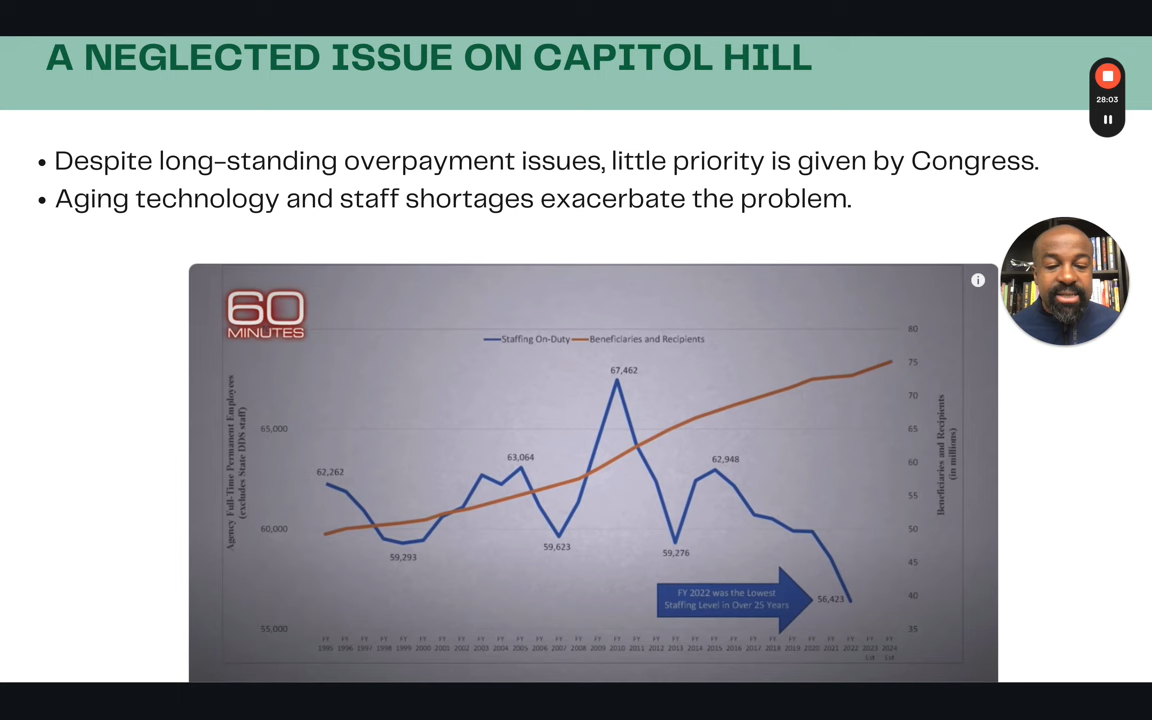 A NEGLECTED ISSUE ON CAPITOL HILL
28:03
• Despite long-standing overpayment issues, little priority is given by Congress.
• Aging technology and staff shortages exacerbate the problem.
60
MINUTES
i
Staffing On-Duty Beneficiaries and Recipients
Agency Full-Time Permanent Employees
(excludes State DDS staff)
65,000
60,000
55,000
62,262
59,293
63,064
59,623
67,462
59,276
62,948
56,423
FY 2022 was the Lowest
Staffing Level in Over 25 Years
80
75
70
65
60
55
50
45
40
35
Beneficiaries and Recipients
(in millions)
FY FY FY FY FY FY FY FY FY FY FY FY FY FY FY FY FY FY FY FY FY FY FY FY FY FY FY FY FY FY
1995 1996 1997 1998 1999 2000 2001 2002 2003 2004 2005 2006 2007 2008 2009 2010 2011 2012 2013 2014 2015 2016 2017 2018 2019 2020 2021 2022 2023 2024